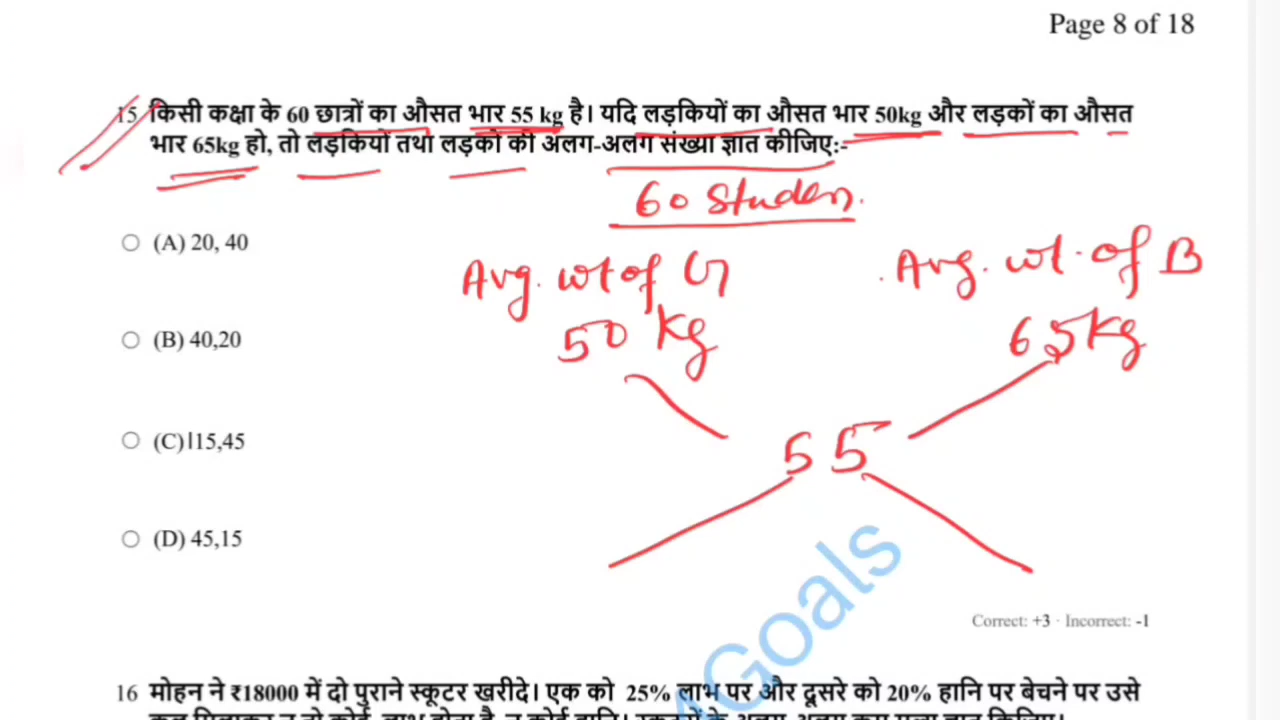 Page 8 of 18
15 किसी कक्षा के 60 छात्रों का औसत भार 55 kg है। यदि लड़कियों का औसत भार 50kg और लड़कों का औसत
भार 65kg हो, तो लड़कियों तथा लड़कों की अलग-अलग संख्या ज्ञात कीजिए:-
60 Studen.
(A) 20, 40
Avg. wt of G
Avg. wt. of B
50 kg
65kg
(B) 40,20
55
(C)|15,45
(D) 45,15
4Goals
Correct: +3 · Incorrect: -1
16 मोहन ने ₹18000 में दो पुराने स्कूटर खरीदे। एक को 25% लाभ पर और दूसरे को 20% हानि पर बेचने पर उसे